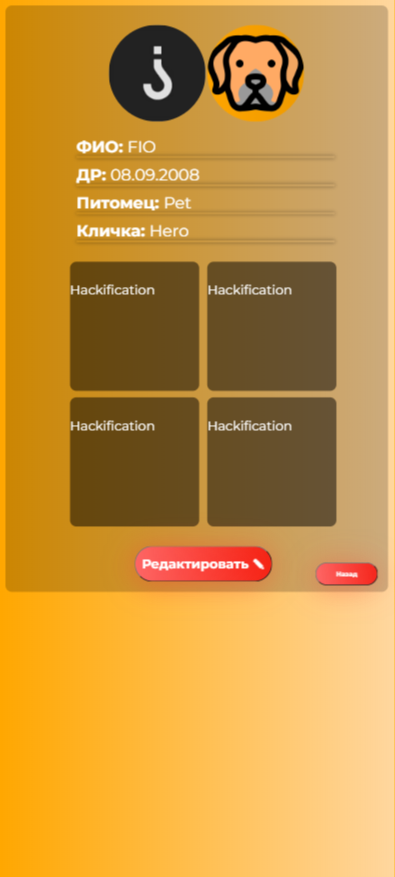 ФИО: FIO
ДР: 08.09.2008
Питомец: Pet
Кличка: Hero
Hackification Hackification
Hackification Hackification
Редактировать
Назад